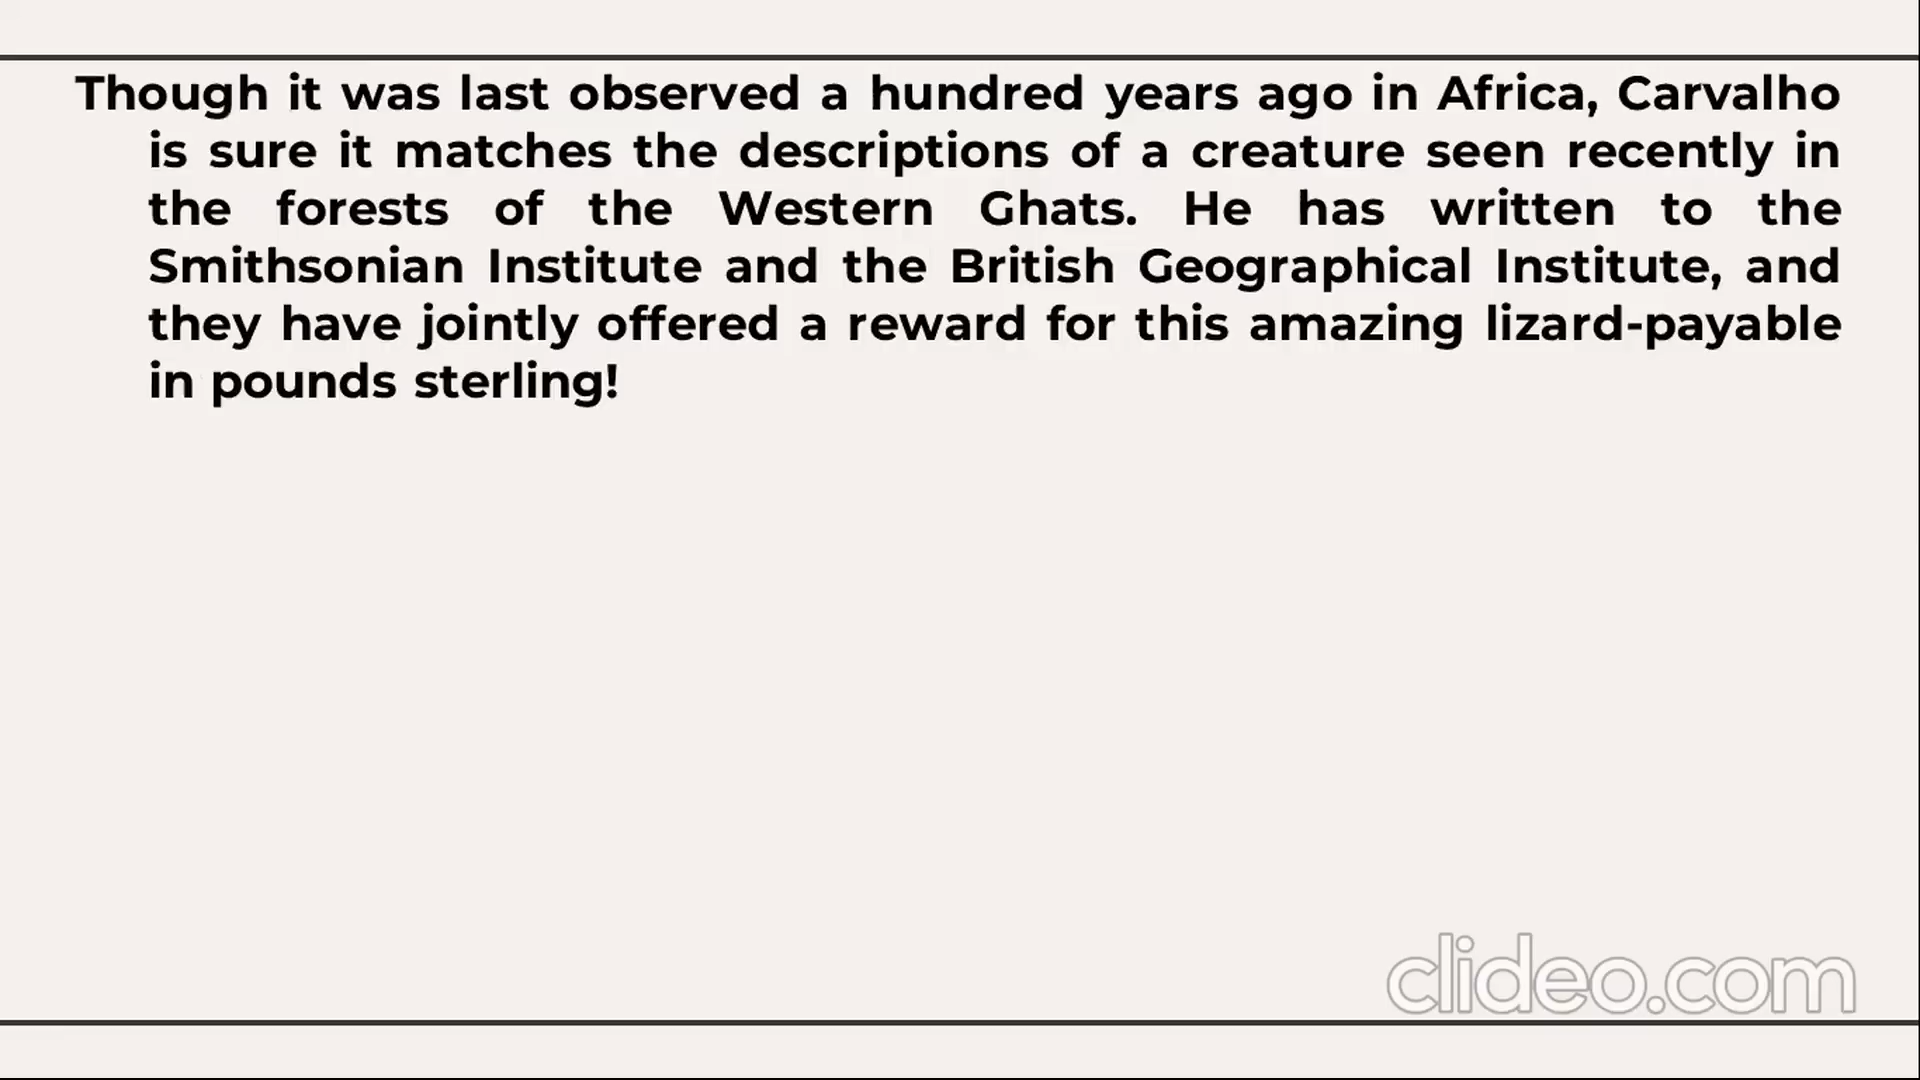 Though it was last observed a hundred years ago in Africa, Carvalho
is sure it matches the descriptions of a creature seen recently in
the forests of the Western Ghats. He has written to the
Smithsonian Institute and the British Geographical Institute, and
they have jointly offered a reward for this amazing lizard-payable
in pounds sterling!
clideo.com